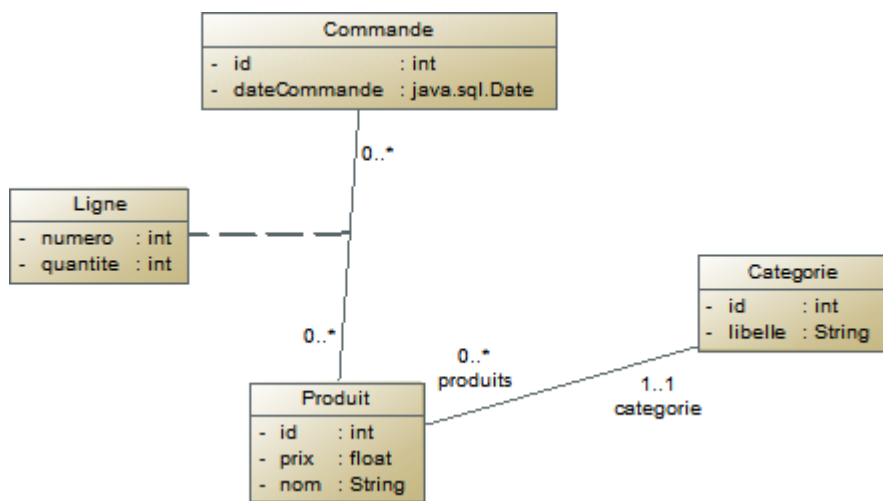 Commande
- id : int
- dateCommande : java.sql.Date
0..*
Ligne
- numero : int
- quantite : int
Categorie
- id : int
- libelle : String
0..*
0..*
produits
1..1
categorie
Produit
- id : int
- prix : float
- nom : String